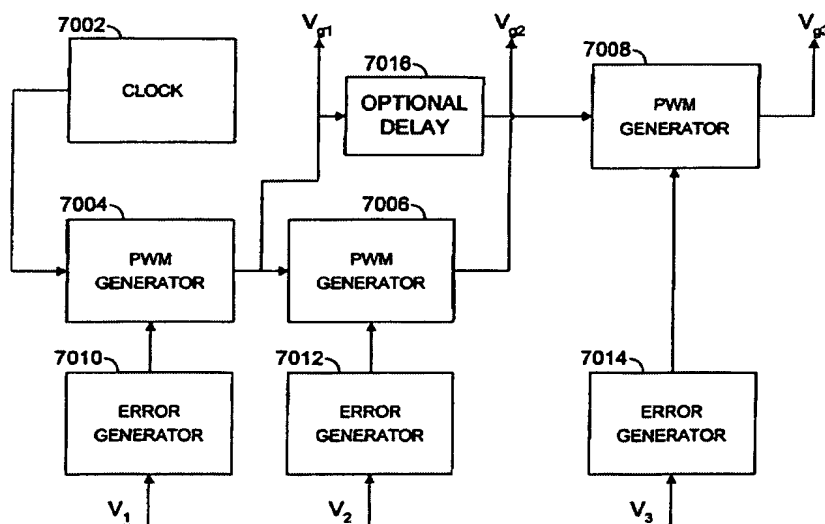 Vg1
Vg2
Vg3
7002
7016
7008
CLOCK
OPTIONAL
DELAY
PWM
GENERATOR
7004
7006
PWM
GENERATOR
PWM
GENERATOR
7010
7012
7014
ERROR
GENERATOR
ERROR
GENERATOR
ERROR
GENERATOR
V1
V2
V3